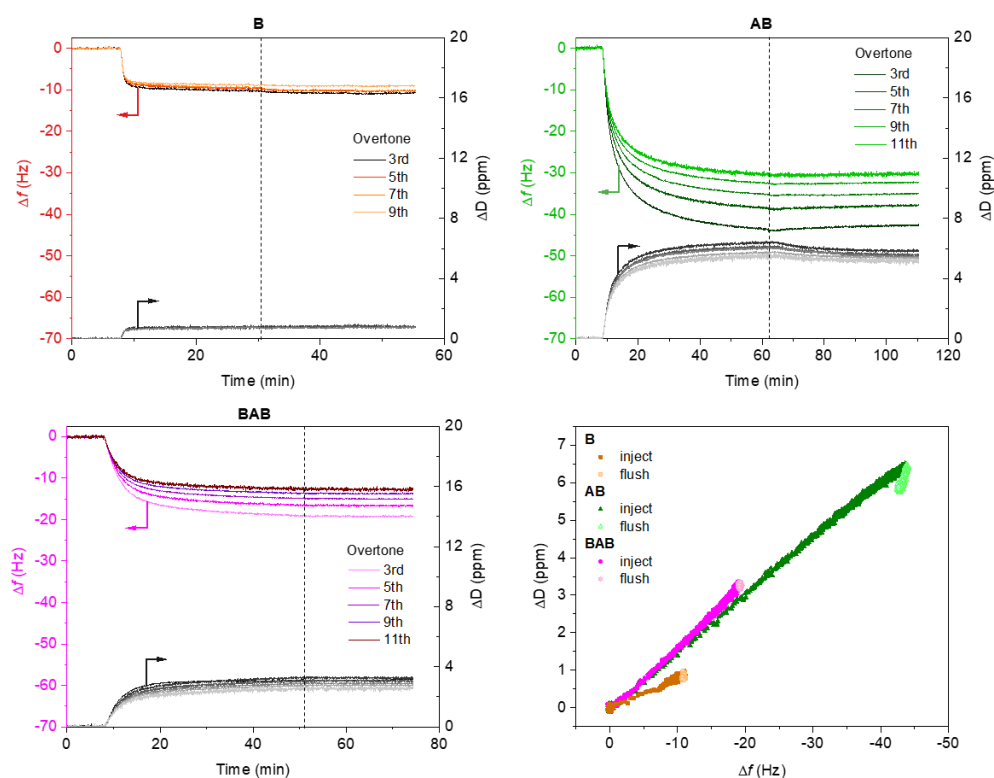 B
0
-10
-20
-30
-40
-50
-60
-70
Δf (Hz)
0
20
40
60
Time (min)
0
4
8
12
16
20
ΔD (ppm)
Overtone
3rd
5th
7th
9th
AB
0
-10
-20
-30
-40
-50
-60
-70
Δf (Hz)
0
20
40
60
80
100
120
Time (min)
0
4
8
12
16
20
ΔD (ppm)
Overtone
3rd
5th
7th
9th
11th
BAB
0
-10
-20
-30
-40
-50
-60
-70
Δf (Hz)
0
20
40
60
80
Time (min)
0
4
8
12
16
20
ΔD (ppm)
Overtone
3rd
5th
7th
9th
11th
7
6
5
4
3
2
1
0
ΔD (ppm)
0
-10
-20
-30
-40
-50
Δf (Hz)
B
inject
flush
AB
inject
flush
BAB
inject
flush